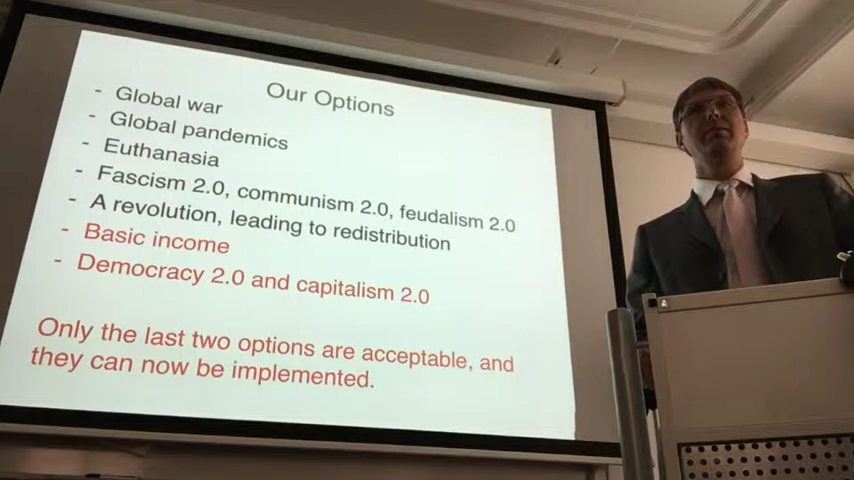 Our Options
- Global war
- Global pandemics
- Euthanasia
- Fascism 2.0, communism 2.0, feudalism 2.0
- A revolution, leading to redistribution
- Basic income
- Democracy 2.0 and capitalism 2.0
Only the last two options are acceptable, and
they can now be implemented.